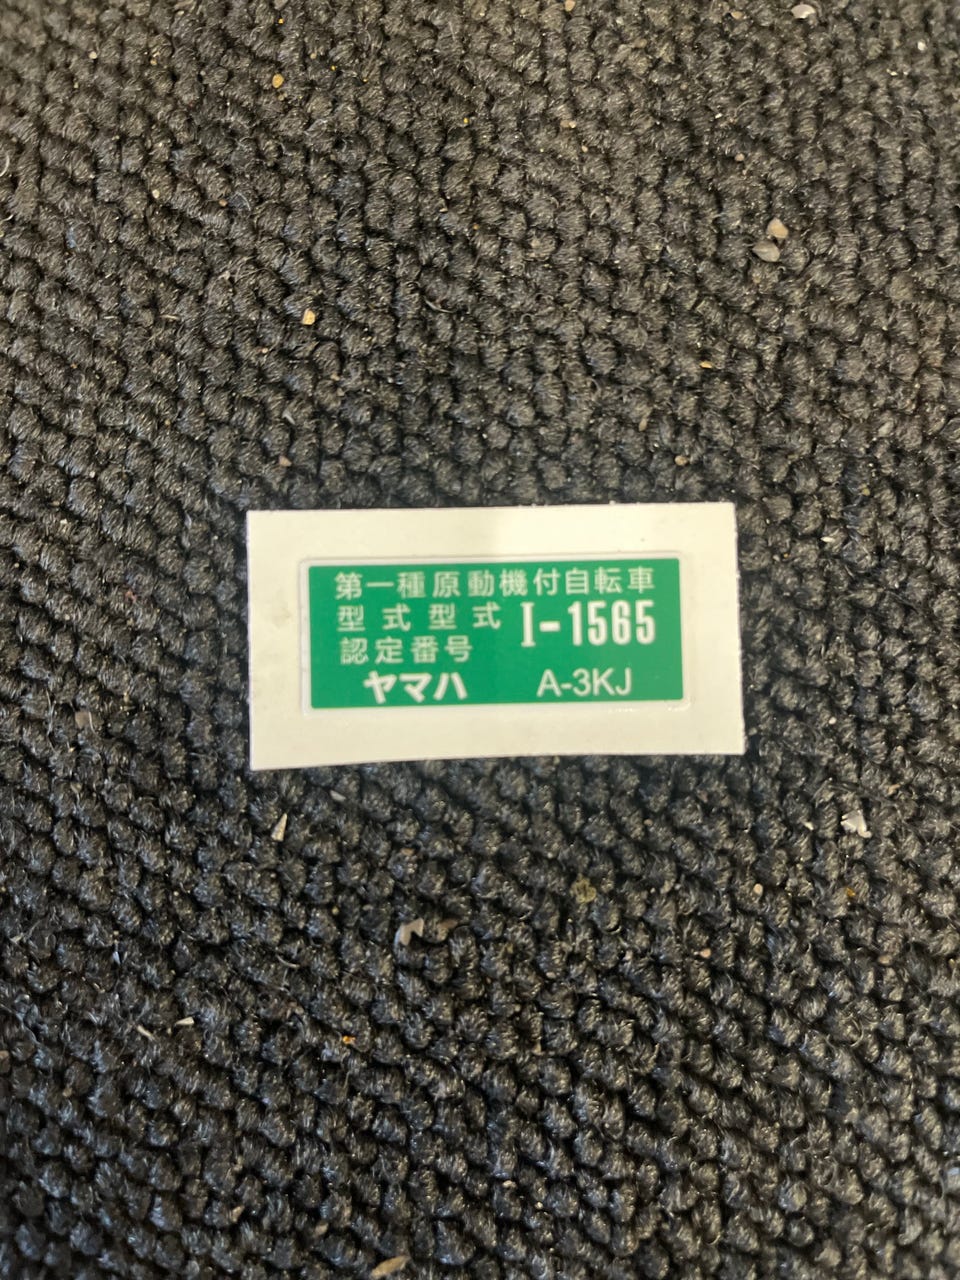 第一種原動機付自転車
型式型式 I-1565
認定番号
ヤマハ A-3KJ